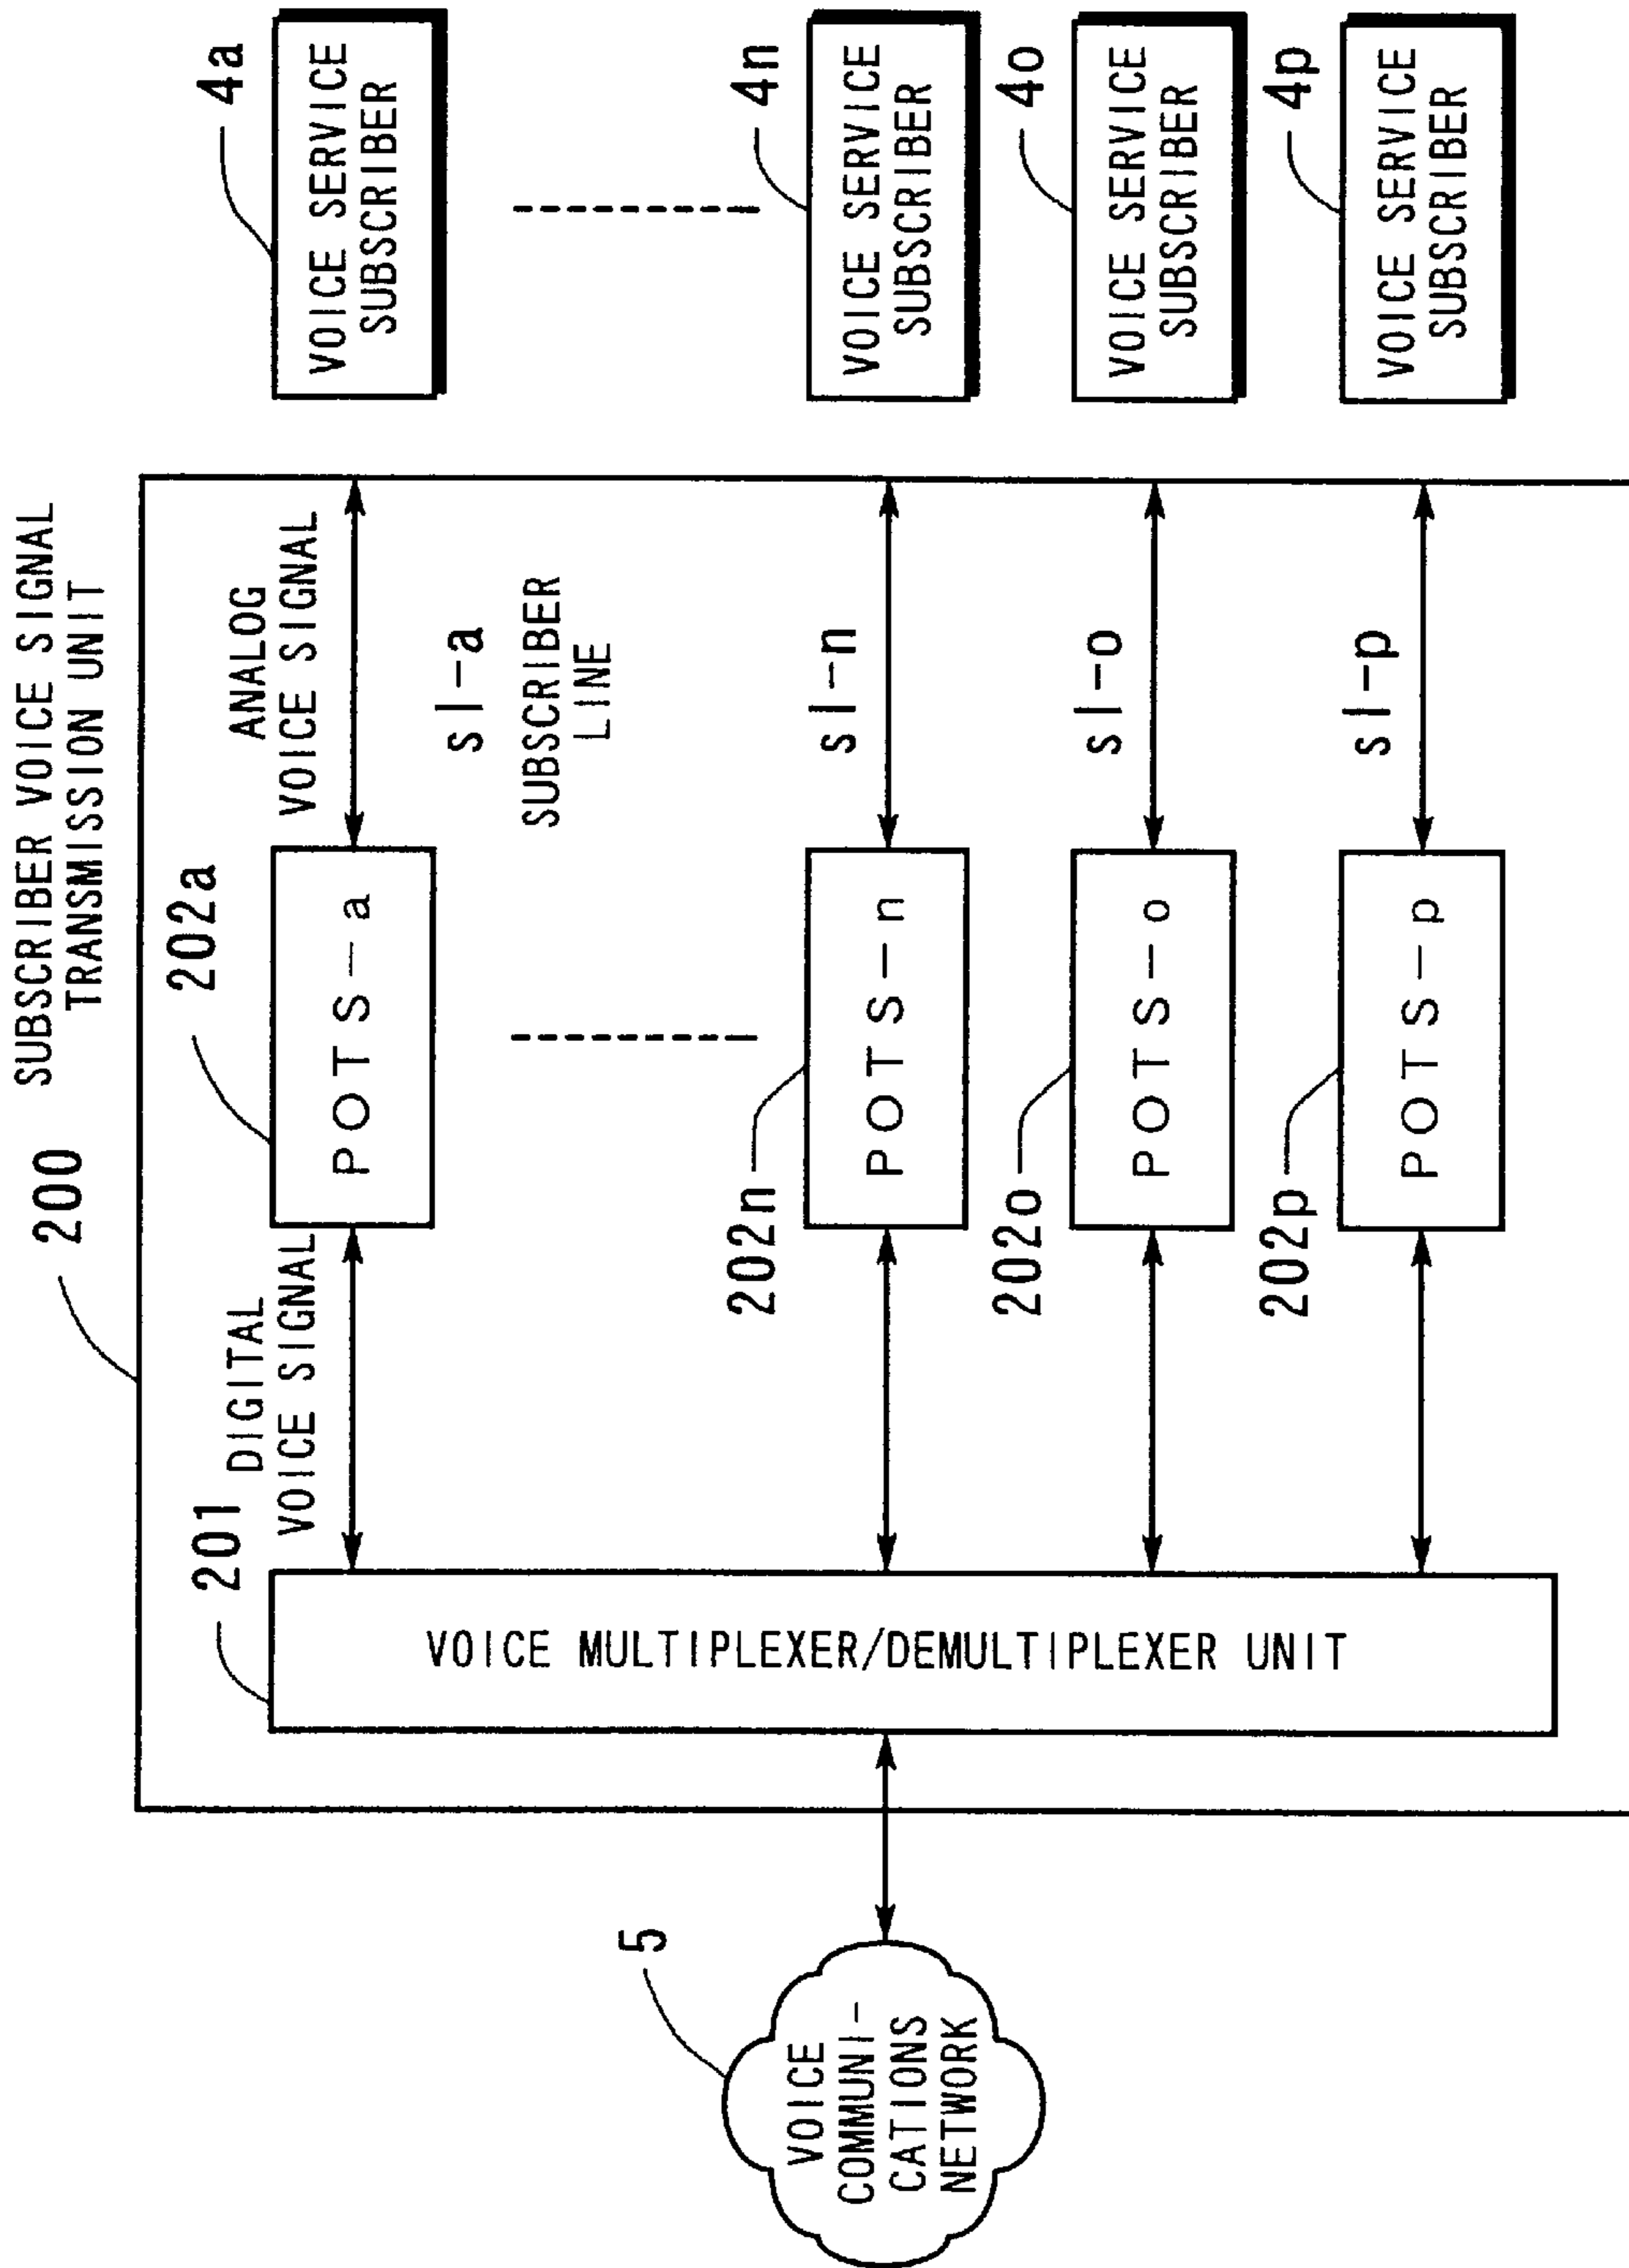 200
SUBSCRIBER VOICE SIGNAL
TRANSMISSION UNIT
201
DIGITAL
VOICE SIGNAL
202a
ANALOG
VOICE SIGNAL
4a
POTS-a
VOICE SERVICE
SUBSCRIBER
sl-a
SUBSCRIBER
LINE
5
VOICE
COMMUNI-
CATIONS
NETWORK
VOICE MULTIPLEXER/DEMULTIPLEXER UNIT
202n
POTS-n
sl-n
4n
VOICE SERVICE
SUBSCRIBER
202o
POTS-o
sl-o
4o
VOICE SERVICE
SUBSCRIBER
202p
POTS-p
sl-p
4p
VOICE SERVICE
SUBSCRIBER